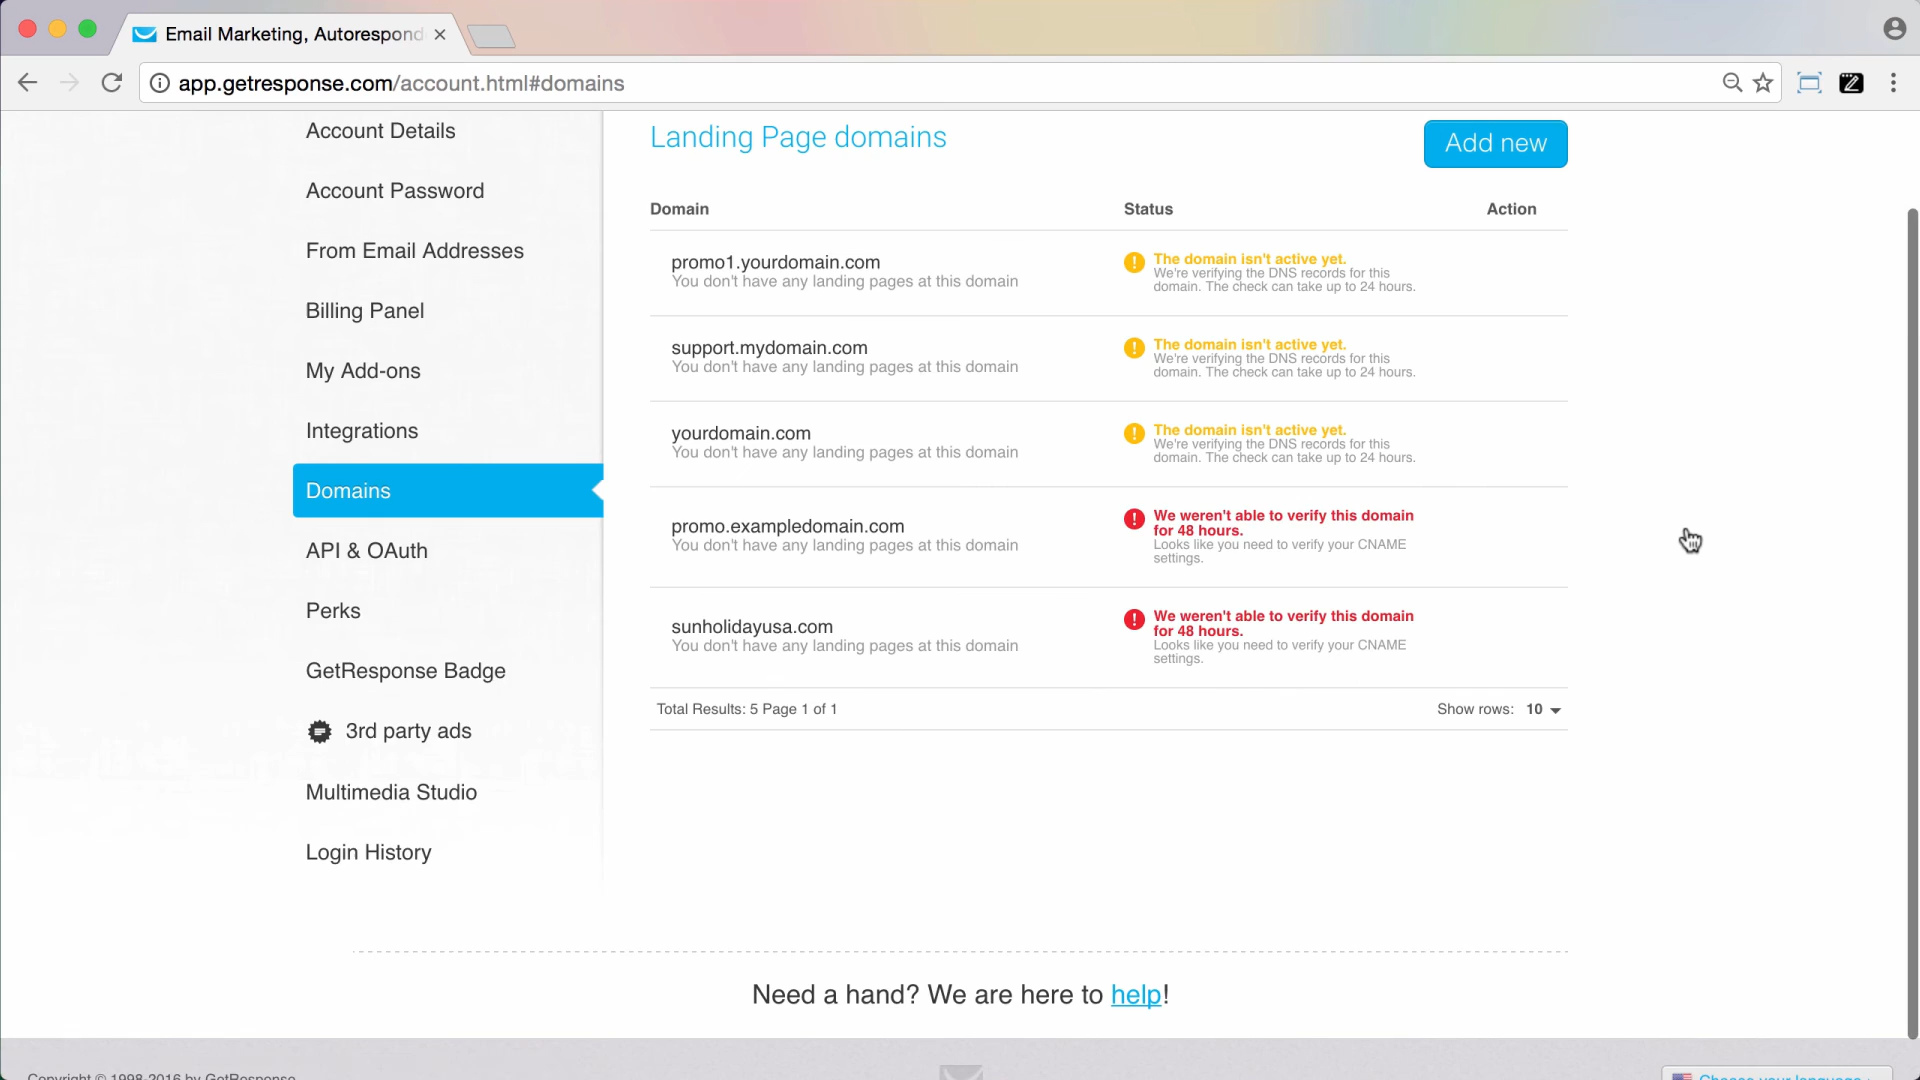 Email Marketing, Autorespond
app.getresponse.com/account.html#domains
Account Details
Account Password
From Email Addresses
Billing Panel
My Add-ons
Integrations
Domains
API & OAuth
Perks
GetResponse Badge
3rd party ads
Multimedia Studio
Login History
Landing Page domains
Add new
Domain Status Action
promo1.yourdomain.com
You don't have any landing pages at this domain
The domain isn't active yet.
We're verifying the DNS records for this
domain. The check can take up to 24 hours.
support.mydomain.com
You don't have any landing pages at this domain
The domain isn't active yet.
We're verifying the DNS records for this
domain. The check can take up to 24 hours.
yourdomain.com
You don't have any landing pages at this domain
The domain isn't active yet.
We're verifying the DNS records for this
domain. The check can take up to 24 hours.
promo.exampledomain.com
You don't have any landing pages at this domain
We weren't able to verify this domain
for 48 hours.
Looks like you need to verify your CNAME
settings.
sunholidayusa.com
You don't have any landing pages at this domain
We weren't able to verify this domain
for 48 hours.
Looks like you need to verify your CNAME
settings.
Total Results: 5 Page 1 of 1
Show rows: 10
Need a hand? We are here to help!
Copyright © 1998-2016 by GetResponse
Choose your language